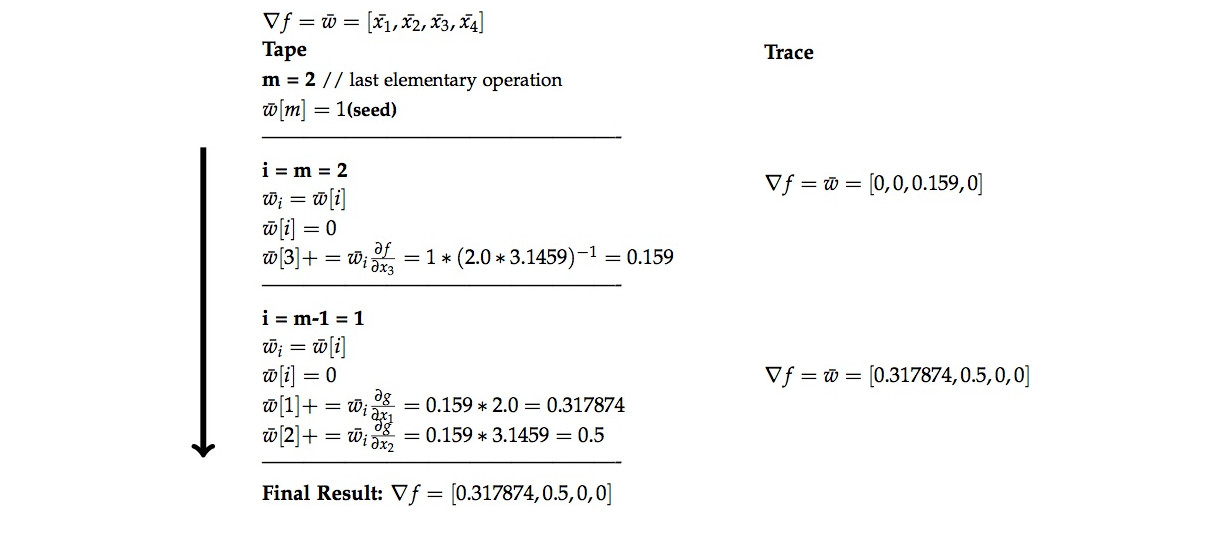 ∇f = w̄ = [x̄₁, x̄₂, x̄₃, x̄₄]
Tape
Trace
m = 2 // last elementary operation
w̄[m] = 1(seed)
i = m = 2
∇f = w̄ = [0, 0, 0.159, 0]
w̄ᵢ = w̄[i]
w̄[i] = 0
w̄[3]+ = w̄ᵢ ∂f/∂x₃ = 1 * (2.0 * 3.1459)⁻¹ = 0.159
i = m-1 = 1
w̄ᵢ = w̄[i]
w̄[i] = 0
∇f = w̄ = [0.317874, 0.5, 0, 0]
w̄[1]+ = w̄ᵢ ∂g/∂x₁ = 0.159 * 2.0 = 0.317874
w̄[2]+ = w̄ᵢ ∂g/∂x₂ = 0.159 * 3.1459 = 0.5
Final Result: ∇f = [0.317874, 0.5, 0, 0]